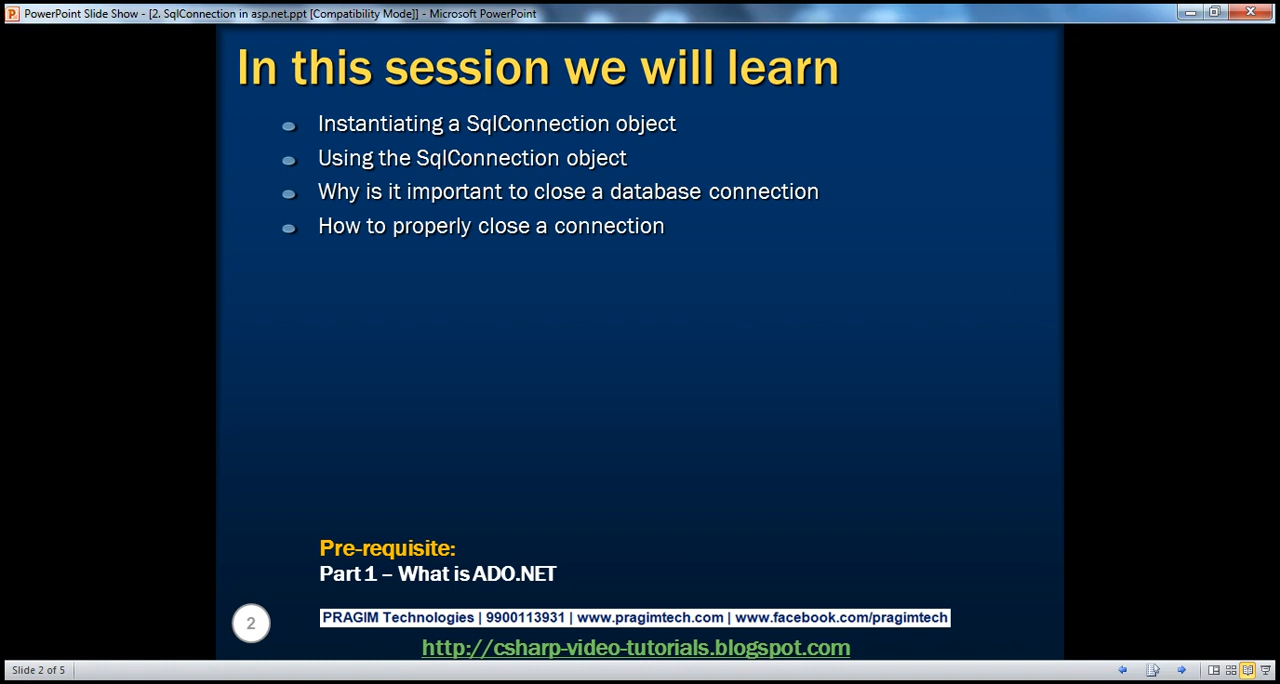 PowerPoint Slide Show - [2. SqlConnection in asp.net.ppt [Compatibility Mode]] - Microsoft PowerPoint
In this session we will learn
Instantiating a SqlConnection object
Using the SqlConnection object
Why is it important to close a database connection
How to properly close a connection
Pre-requisite:
Part 1 – What is ADO.NET
PRAGIM Technologies | 9900113931 | www.pragimtech.com | www.facebook.com/pragimtech
2
http://csharp-video-tutorials.blogspot.com
Slide 2 of 5